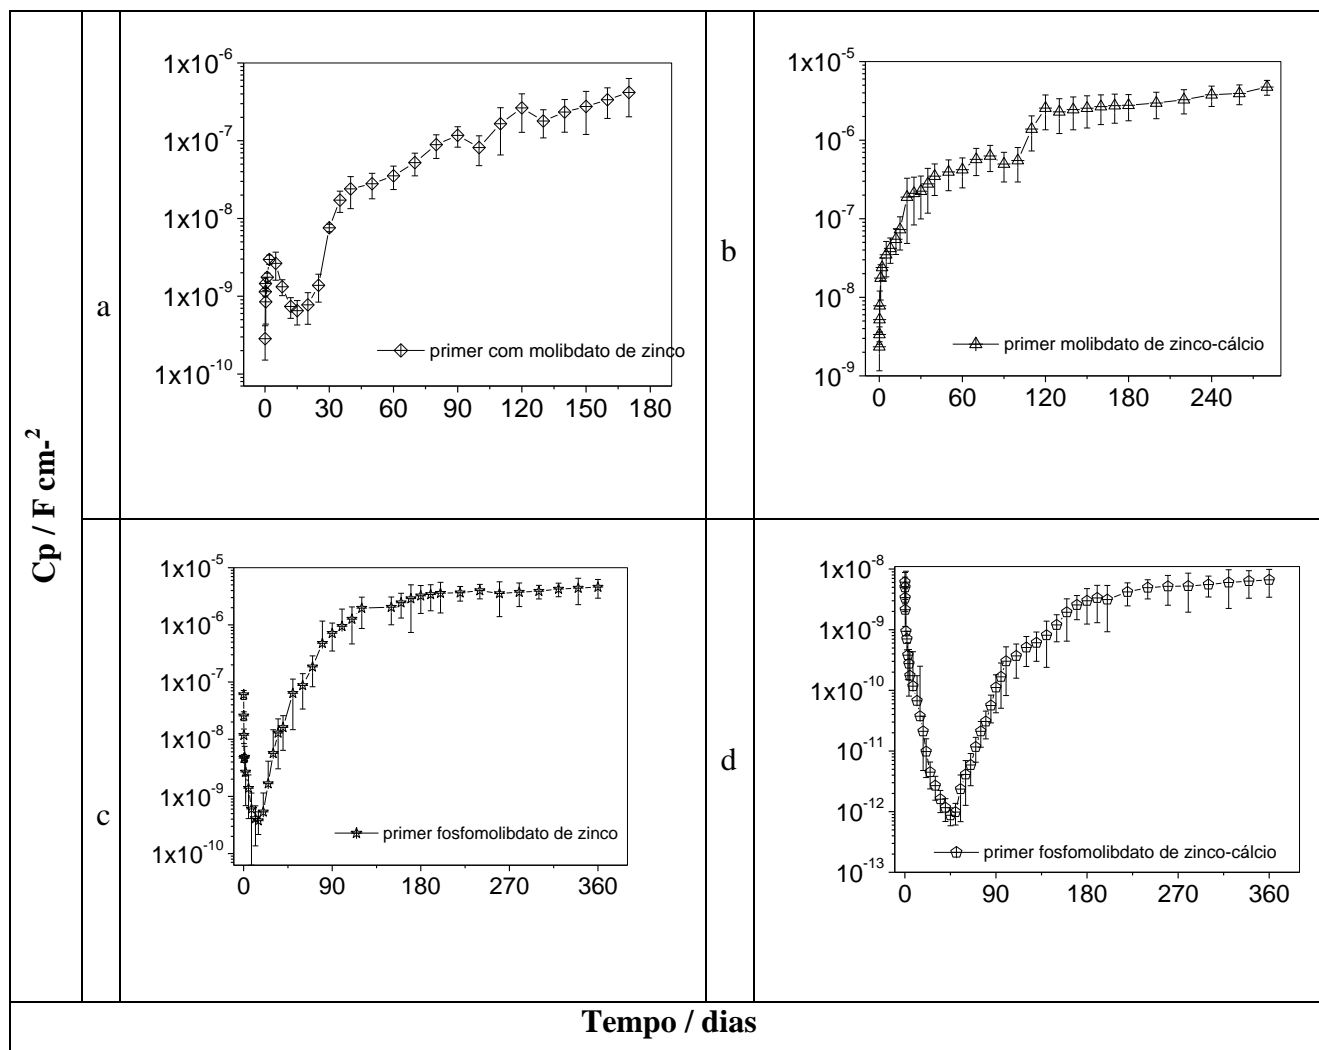 Cp / F cm-²
a
1x10⁻⁶
1x10⁻⁷
1x10⁻⁸
1x10⁻⁹
1x10⁻¹⁰
primer com molibdato de zinco
0 30 60 90 120 150 180
b
1x10⁻⁵
10⁻⁶
10⁻⁷
10⁻⁸
10⁻⁹
primer molibdato de zinco-cálcio
0 60 120 180 240
c
1x10⁻⁵
1x10⁻⁶
1x10⁻⁷
1x10⁻⁸
1x10⁻⁹
1x10⁻¹⁰
primer fosfomolibdato de zinco
0 90 180 270 360
d
1x10⁻⁸
1x10⁻⁹
1x10⁻¹⁰
10⁻¹¹
10⁻¹²
10⁻¹³
primer fosfomolibdato de zinco-cálcio
0 90 180 270 360
Tempo / dias